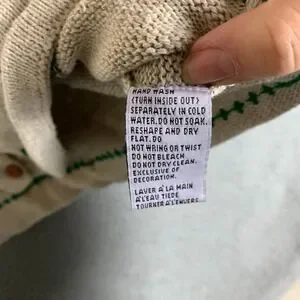 HAND WASH
(TURN INSIDE OUT)
SEPARATELY IN COLD
WATER. DO NOT SOAK.
RESHAPE AND DRY
FLAT. DO
NOT WRING OR TWIST
DO NOT BLEACH.
DO NOT DRY CLEAN.
EXCLUSIVE OF
DECORATION.
LAVER À LA MAIN
À L'EAU TIEDE
TOURNER À L'ENVERS